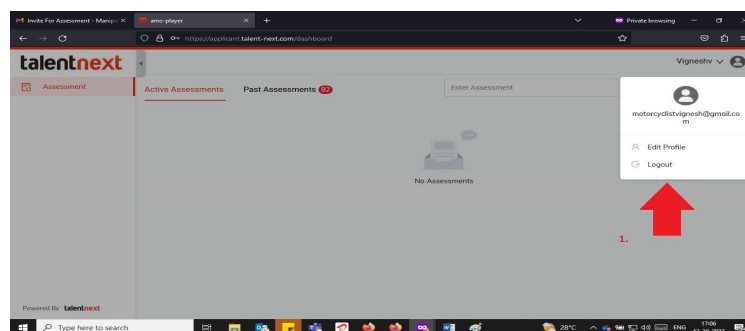 Invite For Assessment - Manip
ams-player
Private browsing
https://applicant.talent-next.com/dashboard
talentnext
Vigneshv
Assessment
Active Assessments
Past Assessments 92
Enter Assessment
motorcyclistvignesh@gmail.co
m
Edit Profile
Logout
No Assessments
1.
Powered By talentnext
Type here to search
28°C
ENG
17:06